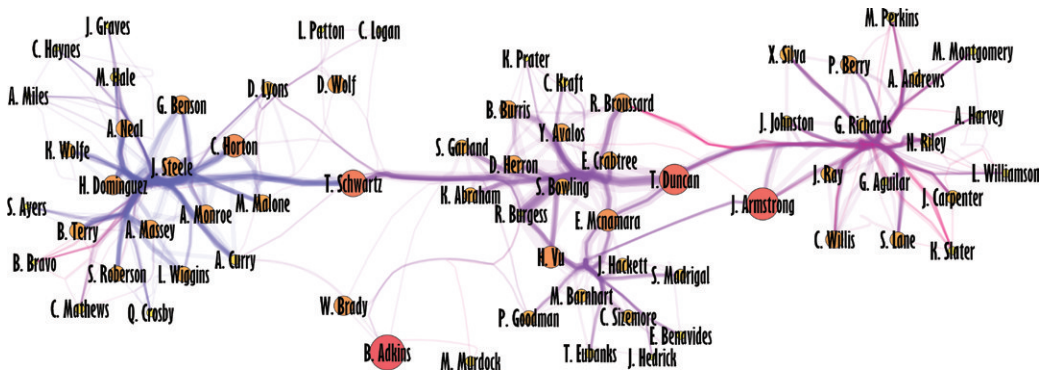 J. Graves
C. Haynes
M. Hale
A. Miles
G. Benson
A. Neal
K. Wolfe
J. Steele
H. Dominguez
S. Ayers
B. Terry
A. Massey
A. Monroe
B. Bravo
S. Roberson
L. Wiggins
A. Curry
C. Mathews
Q. Crosby
L. Patton
C. Logan
D. Lyons
D. Wolf
C. Horton
M. Malone
T. Schwartz
W. Brady
B. Adkins
M. Murdock
K. Prater
C. Kraft
B. Burris
R. Broussard
Y. Avalos
S. Garland
D. Herron
E. Crabtree
K. Abraham
S. Bowling
T. Duncan
R. Burgess
E. Mcnamara
H. Vu
J. Hackett
S. Madrigal
M. Barnhart
P. Goodman
C. Sizemore
E. Benavides
T. Eubanks
J. Hedrick
J. Armstrong
M. Perkins
X. Silva
P. Berry
M. Montgomery
A. Andrews
J. Johnston
G. Richards
A. Harvey
N. Riley
J. Ray
G. Aguilar
L. Williamson
J. Carpenter
C. Willis
S. Lane
K. Slater